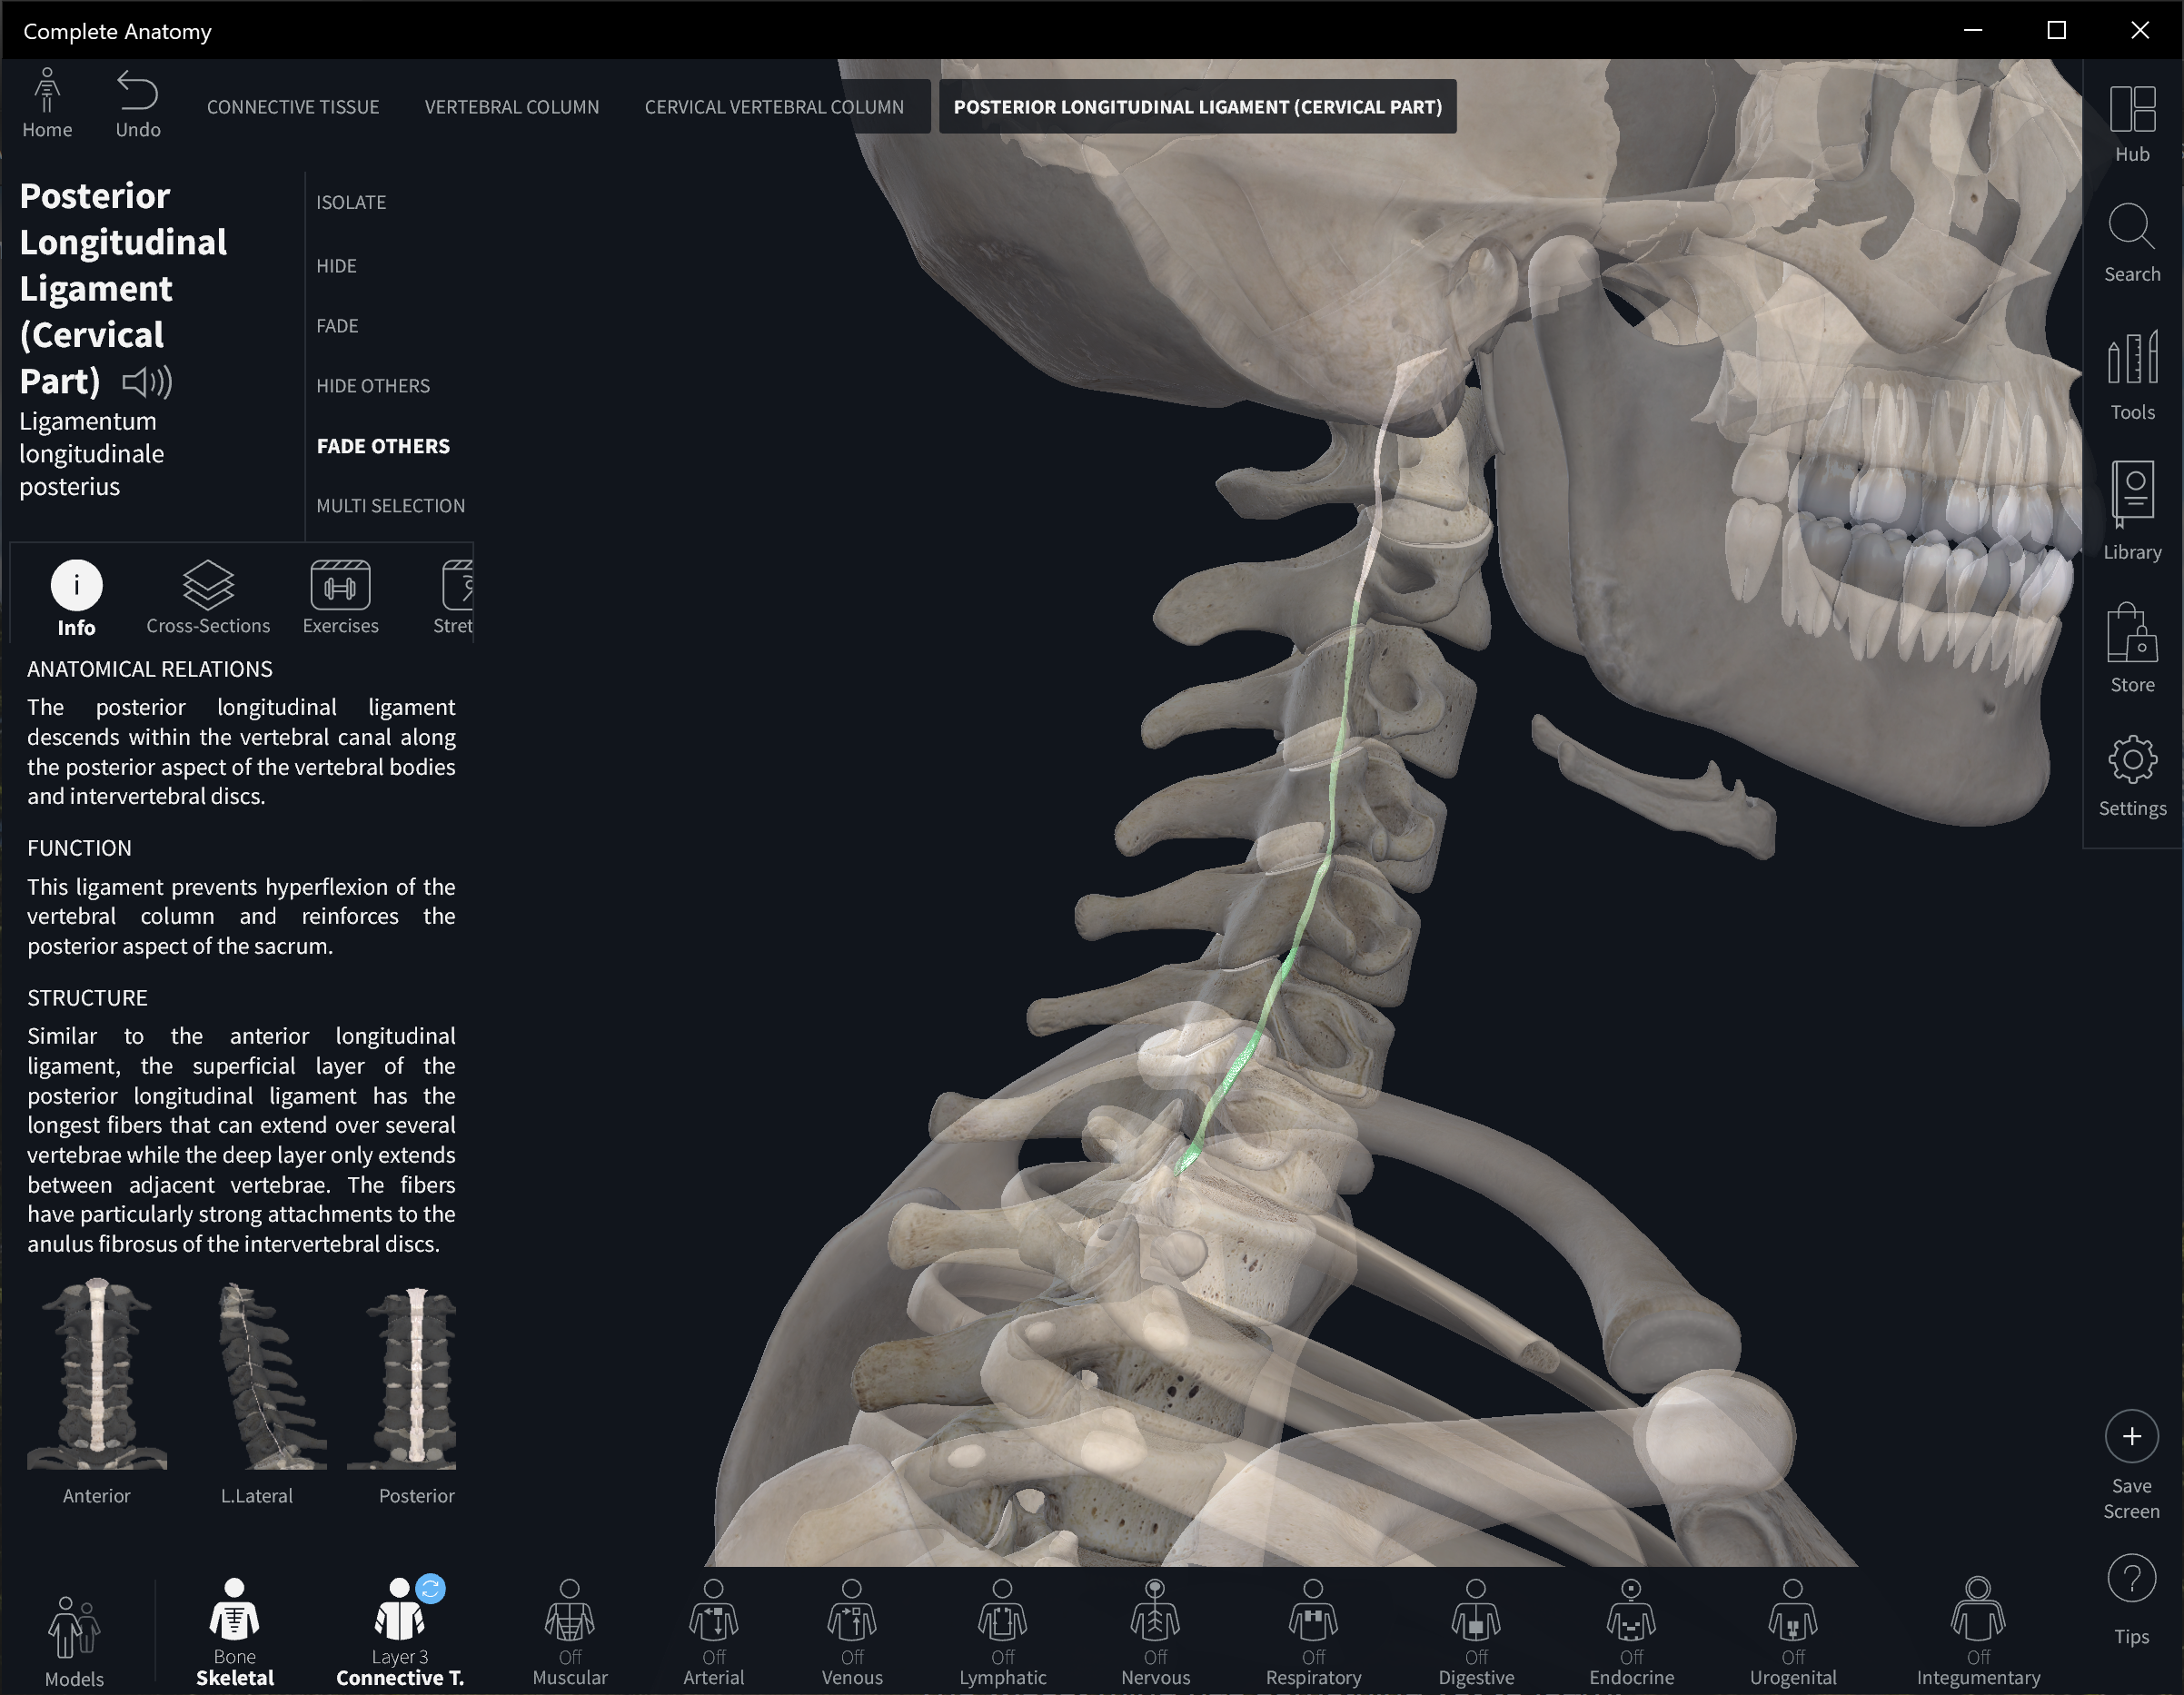 Complete Anatomy
Home
Undo
CONNECTIVE TISSUE
VERTEBRAL COLUMN
CERVICAL VERTEBRAL COLUMN
POSTERIOR LONGITUDINAL LIGAMENT (CERVICAL PART)
Posterior
Longitudinal
Ligament
(Cervical
Part)
Ligamentum
longitudinale
posterius
ISOLATE
HIDE
FADE
HIDE OTHERS
FADE OTHERS
MULTI SELECTION
i
Info
Cross-Sections
Exercises
Stret
ANATOMICAL RELATIONS
The posterior longitudinal ligament
descends within the vertebral canal along
the posterior aspect of the vertebral bodies
and intervertebral discs.
FUNCTION
This ligament prevents hyperflexion of the
vertebral column and reinforces the
posterior aspect of the sacrum.
STRUCTURE
Similar to the anterior longitudinal
ligament, the superficial layer of the
posterior longitudinal ligament has the
longest fibers that can extend over several
vertebrae while the deep layer only extends
between adjacent vertebrae. The fibers
have particularly strong attachments to the
anulus fibrosus of the intervertebral discs.
Anterior
L.Lateral
Posterior
Hub
Search
Tools
Library
Store
Settings
+
Save
Screen
?
Tips
Models
Bone
Skeletal
Layer 3
Connective T.
Off
Muscular
Off
Arterial
Off
Venous
Off
Lymphatic
Off
Nervous
Off
Respiratory
Off
Digestive
Off
Endocrine
Off
Urogenital
Off
Integumentary